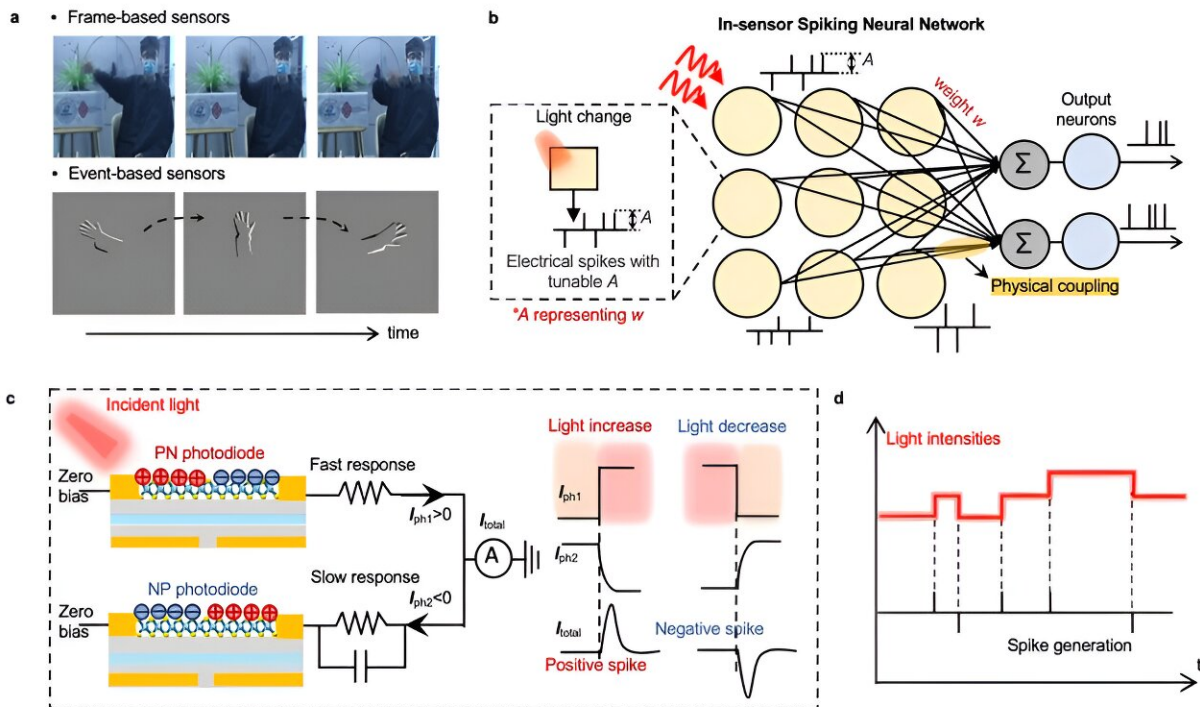 a
• Frame-based sensors
• Event-based sensors
time
b
In-sensor Spiking Neural Network
Light change
A
Electrical spikes with
tunable A
*A representing w
A
weight w
Output
neurons
Σ
Σ
Physical coupling
c
Incident light
PN photodiode
Zero
bias
Fast response
Iph1>0
Itotal
A
NP photodiode
Zero
bias
Slow response
Iph2<0
Light increase
Light decrease
Iph1
Iph2
Itotal
Positive spike
Negative spike
d
Light intensities
Spike generation
t